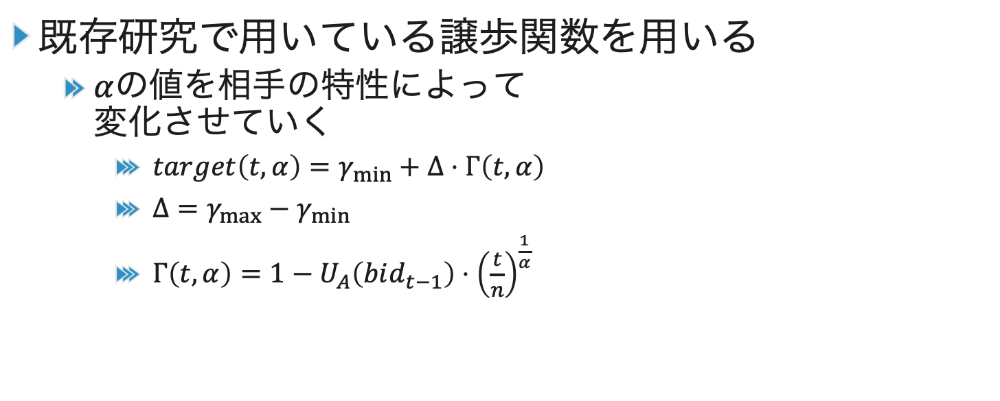 既存研究で用いている譲歩関数を用いる
αの値を相手の特性によって
変化させていく
target(t, α) = γ_min + Δ · Γ(t, α)
Δ = γ_max − γ_min
Γ(t, α) = 1 − U_A(bid_{t−1}) · (t/n)^{1/α}